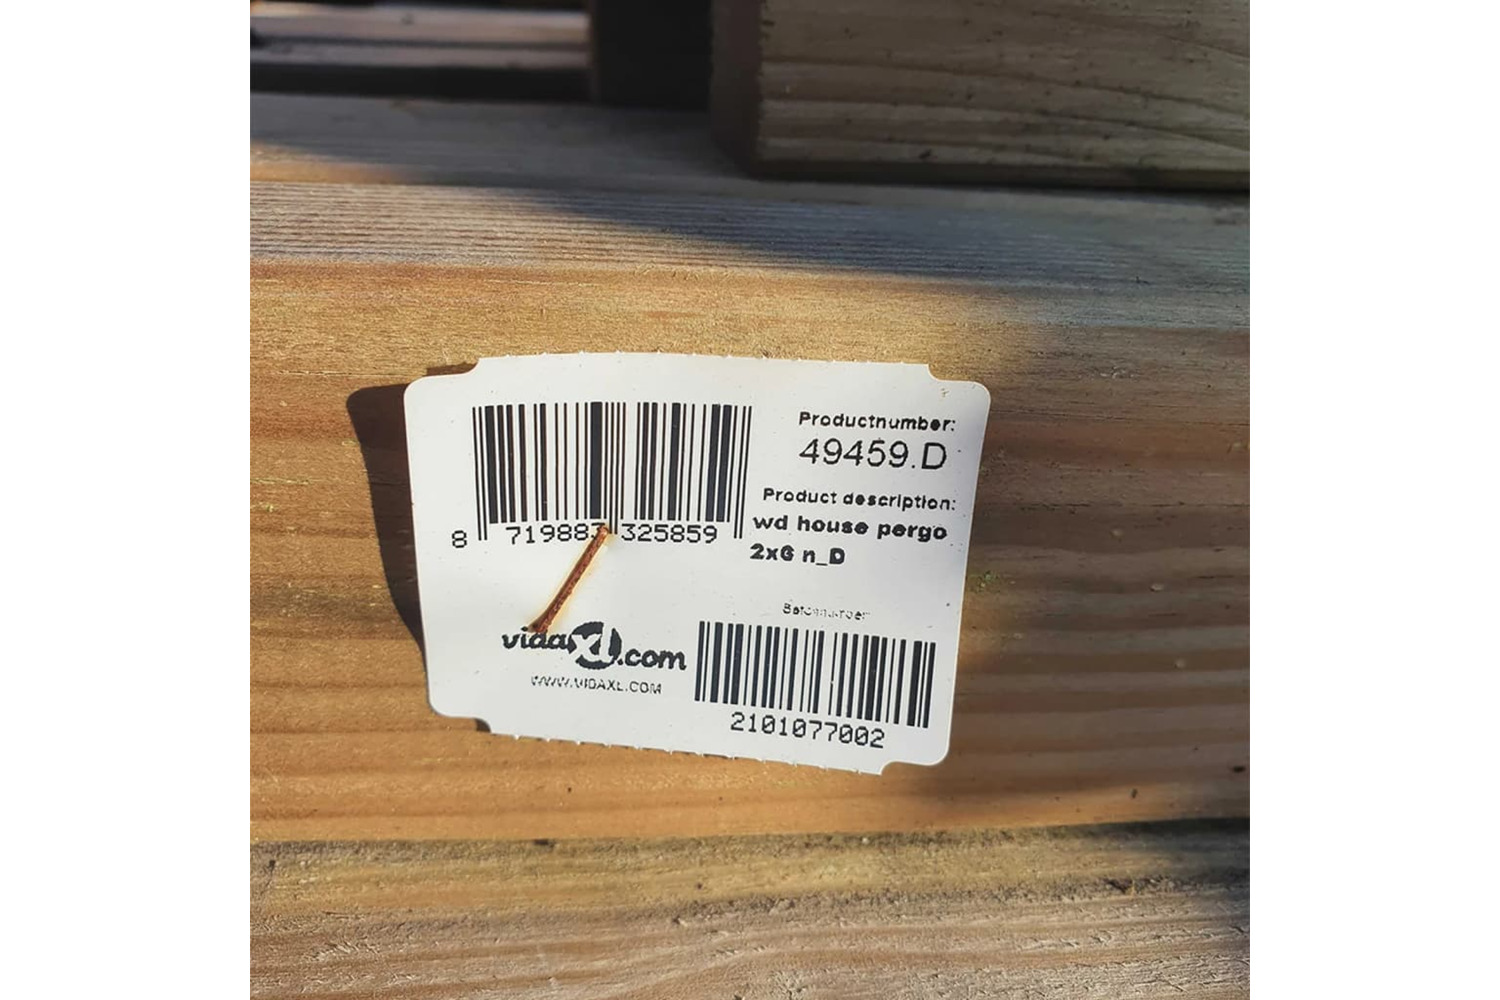 Productnumber:
49459.D
Product description:
wd house pergo
2x6 n_D
8 719883 325859
vidaXL.com
WWW.VIDAXL.COM
2101077002